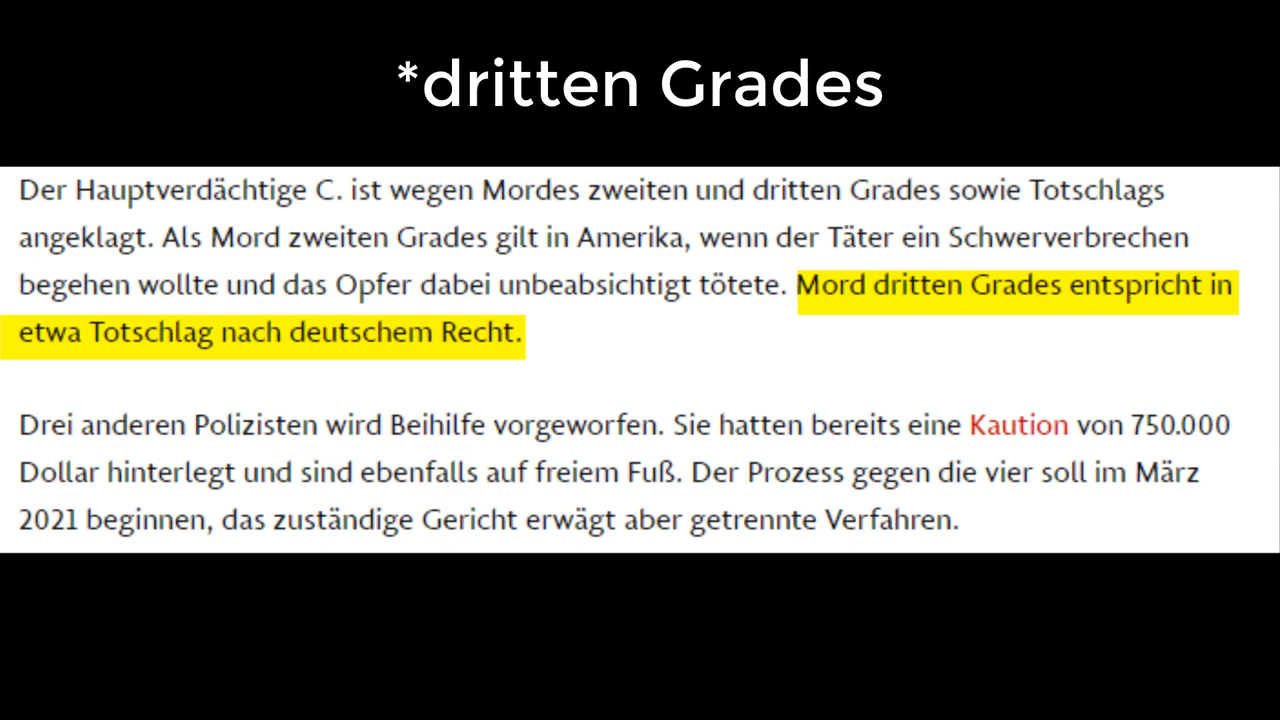 *dritten Grades
Der Hauptverdächtige C. ist wegen Mordes zweiten und dritten Grades sowie Totschlags
angeklagt. Als Mord zweiten Grades gilt in Amerika, wenn der Täter ein Schwerverbrechen
begehen wollte und das Opfer dabei unbeabsichtigt tötete. Mord dritten Grades entspricht in
etwa Totschlag nach deutschem Recht.
Drei anderen Polizisten wird Beihilfe vorgeworfen. Sie hatten bereits eine Kaution von 750.000
Dollar hinterlegt und sind ebenfalls auf freiem Fuß. Der Prozess gegen die vier soll im März
2021 beginnen, das zuständige Gericht erwägt aber getrennte Verfahren.